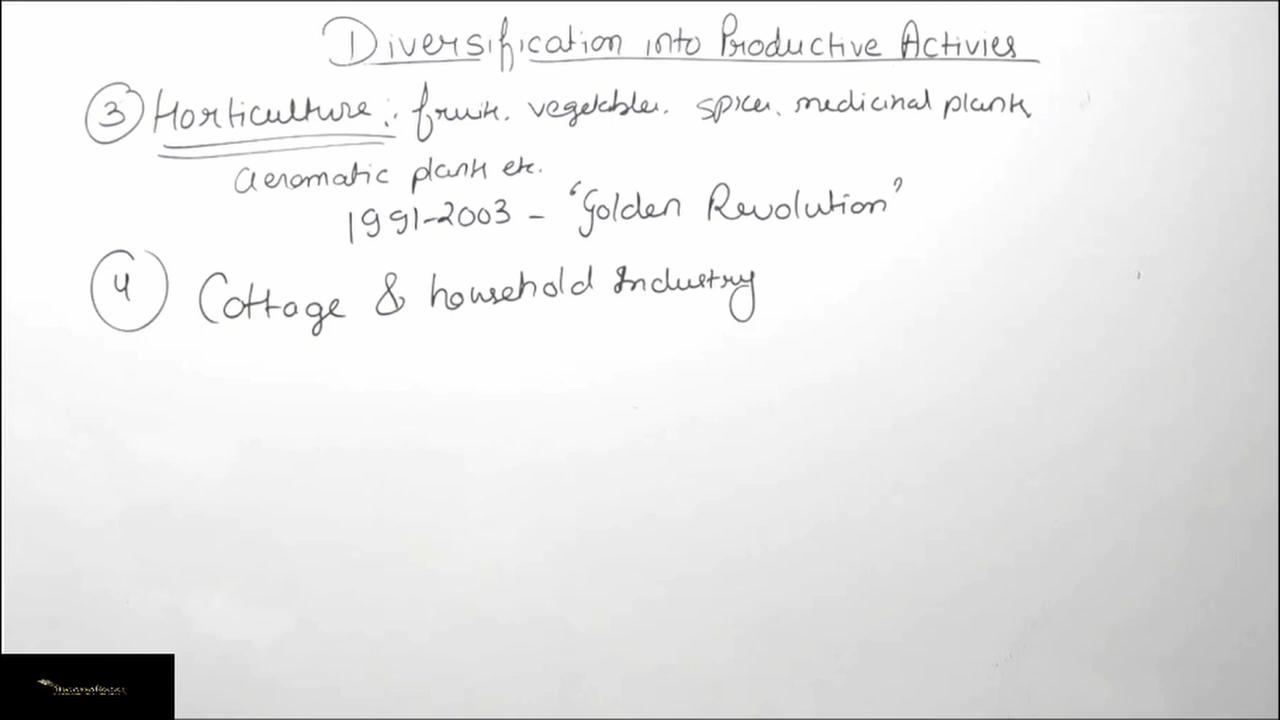 Diversification into Productive Activies
3 Horticulture: fruits, vegetables, spices, medicinal plants
aeromatic plants etc.
1991-2003 - 'Golden Revolution'
4 Cottage & household Industry